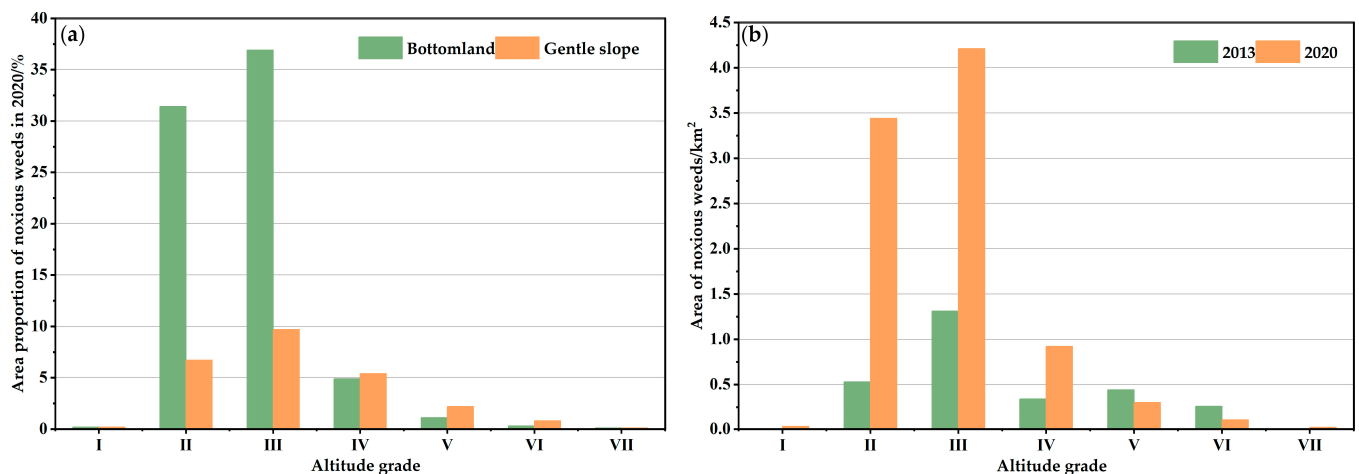 (a)
Bottomland
Gentle slope
Area proportion of noxious weeds in 2020/%
40
35
30
25
20
15
10
5
0
I II III IV V VI VII
Altitude grade
(b)
2013
2020
Area of noxious weeds/km²
4.5
4.0
3.5
3.0
2.5
2.0
1.5
1.0
0.5
0.0
I II III IV V VI VII
Altitude grade